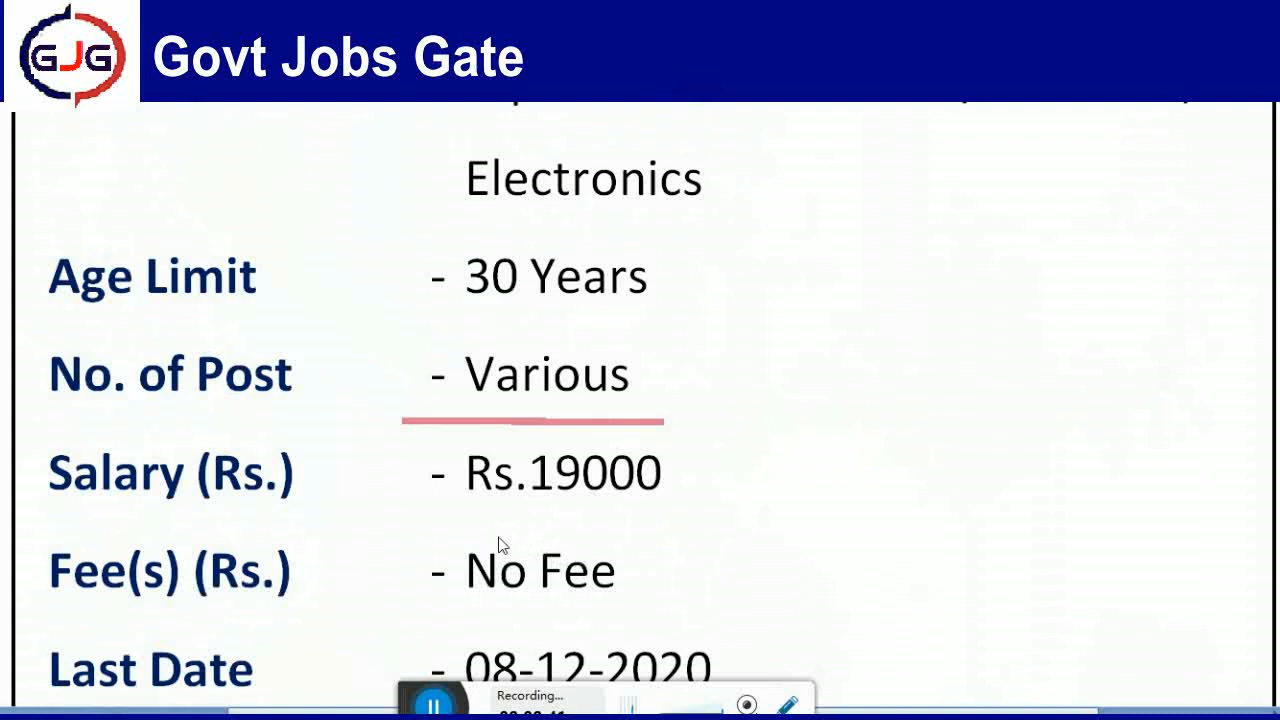 GJG Govt Jobs Gate
Electronics
Age Limit - 30 Years
No. of Post - Various
Salary (Rs.) - Rs.19000
Fee(s) (Rs.) - No Fee
Last Date - 08-12-2020
Recording...